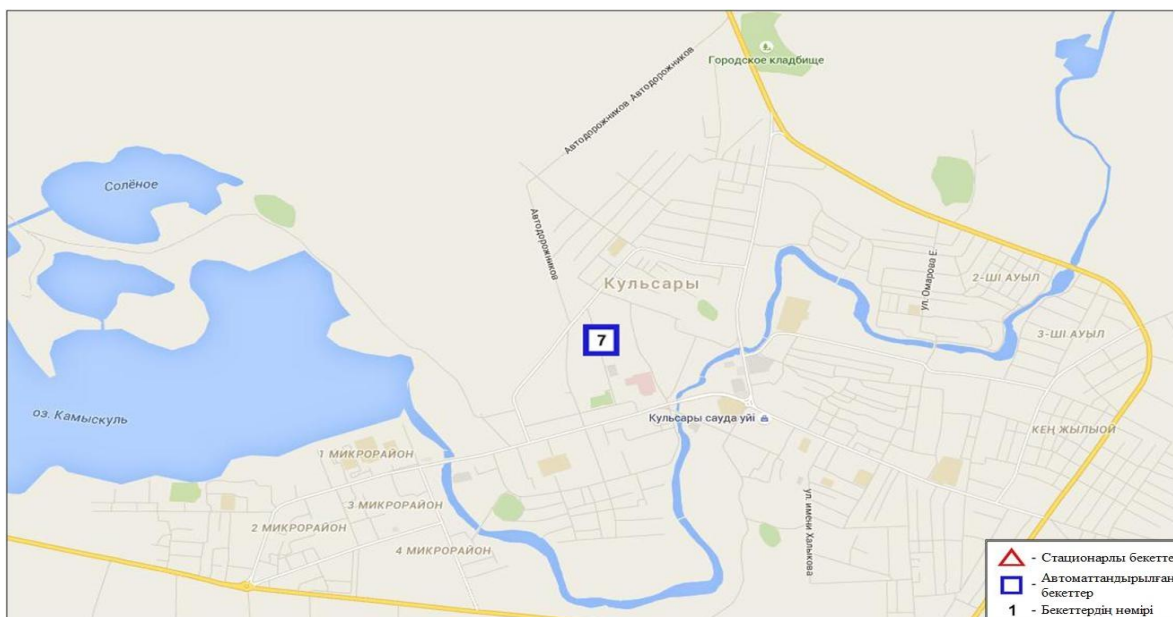 Городское кладбище
Автодорожников Автодорожников
Солёное
Автодорожников
ул. Омарова Е.
2-ШІ АУЫЛ
Кульсары
3-ШІ АУЫЛ
7
оз. Камыскуль
Кульсары сауда уйі
КЕҢ ЖЫЛЫОЙ
1 МИКРОРАЙОН
3 МИКРОРАЙОН
2 МИКРОРАЙОН
4 МИКРОРАЙОН
ул. имени Халыкова
- Стационарлы бекетте
- Автоматтандырылған
бекеттер
1 - Бекеттердің нөмірі